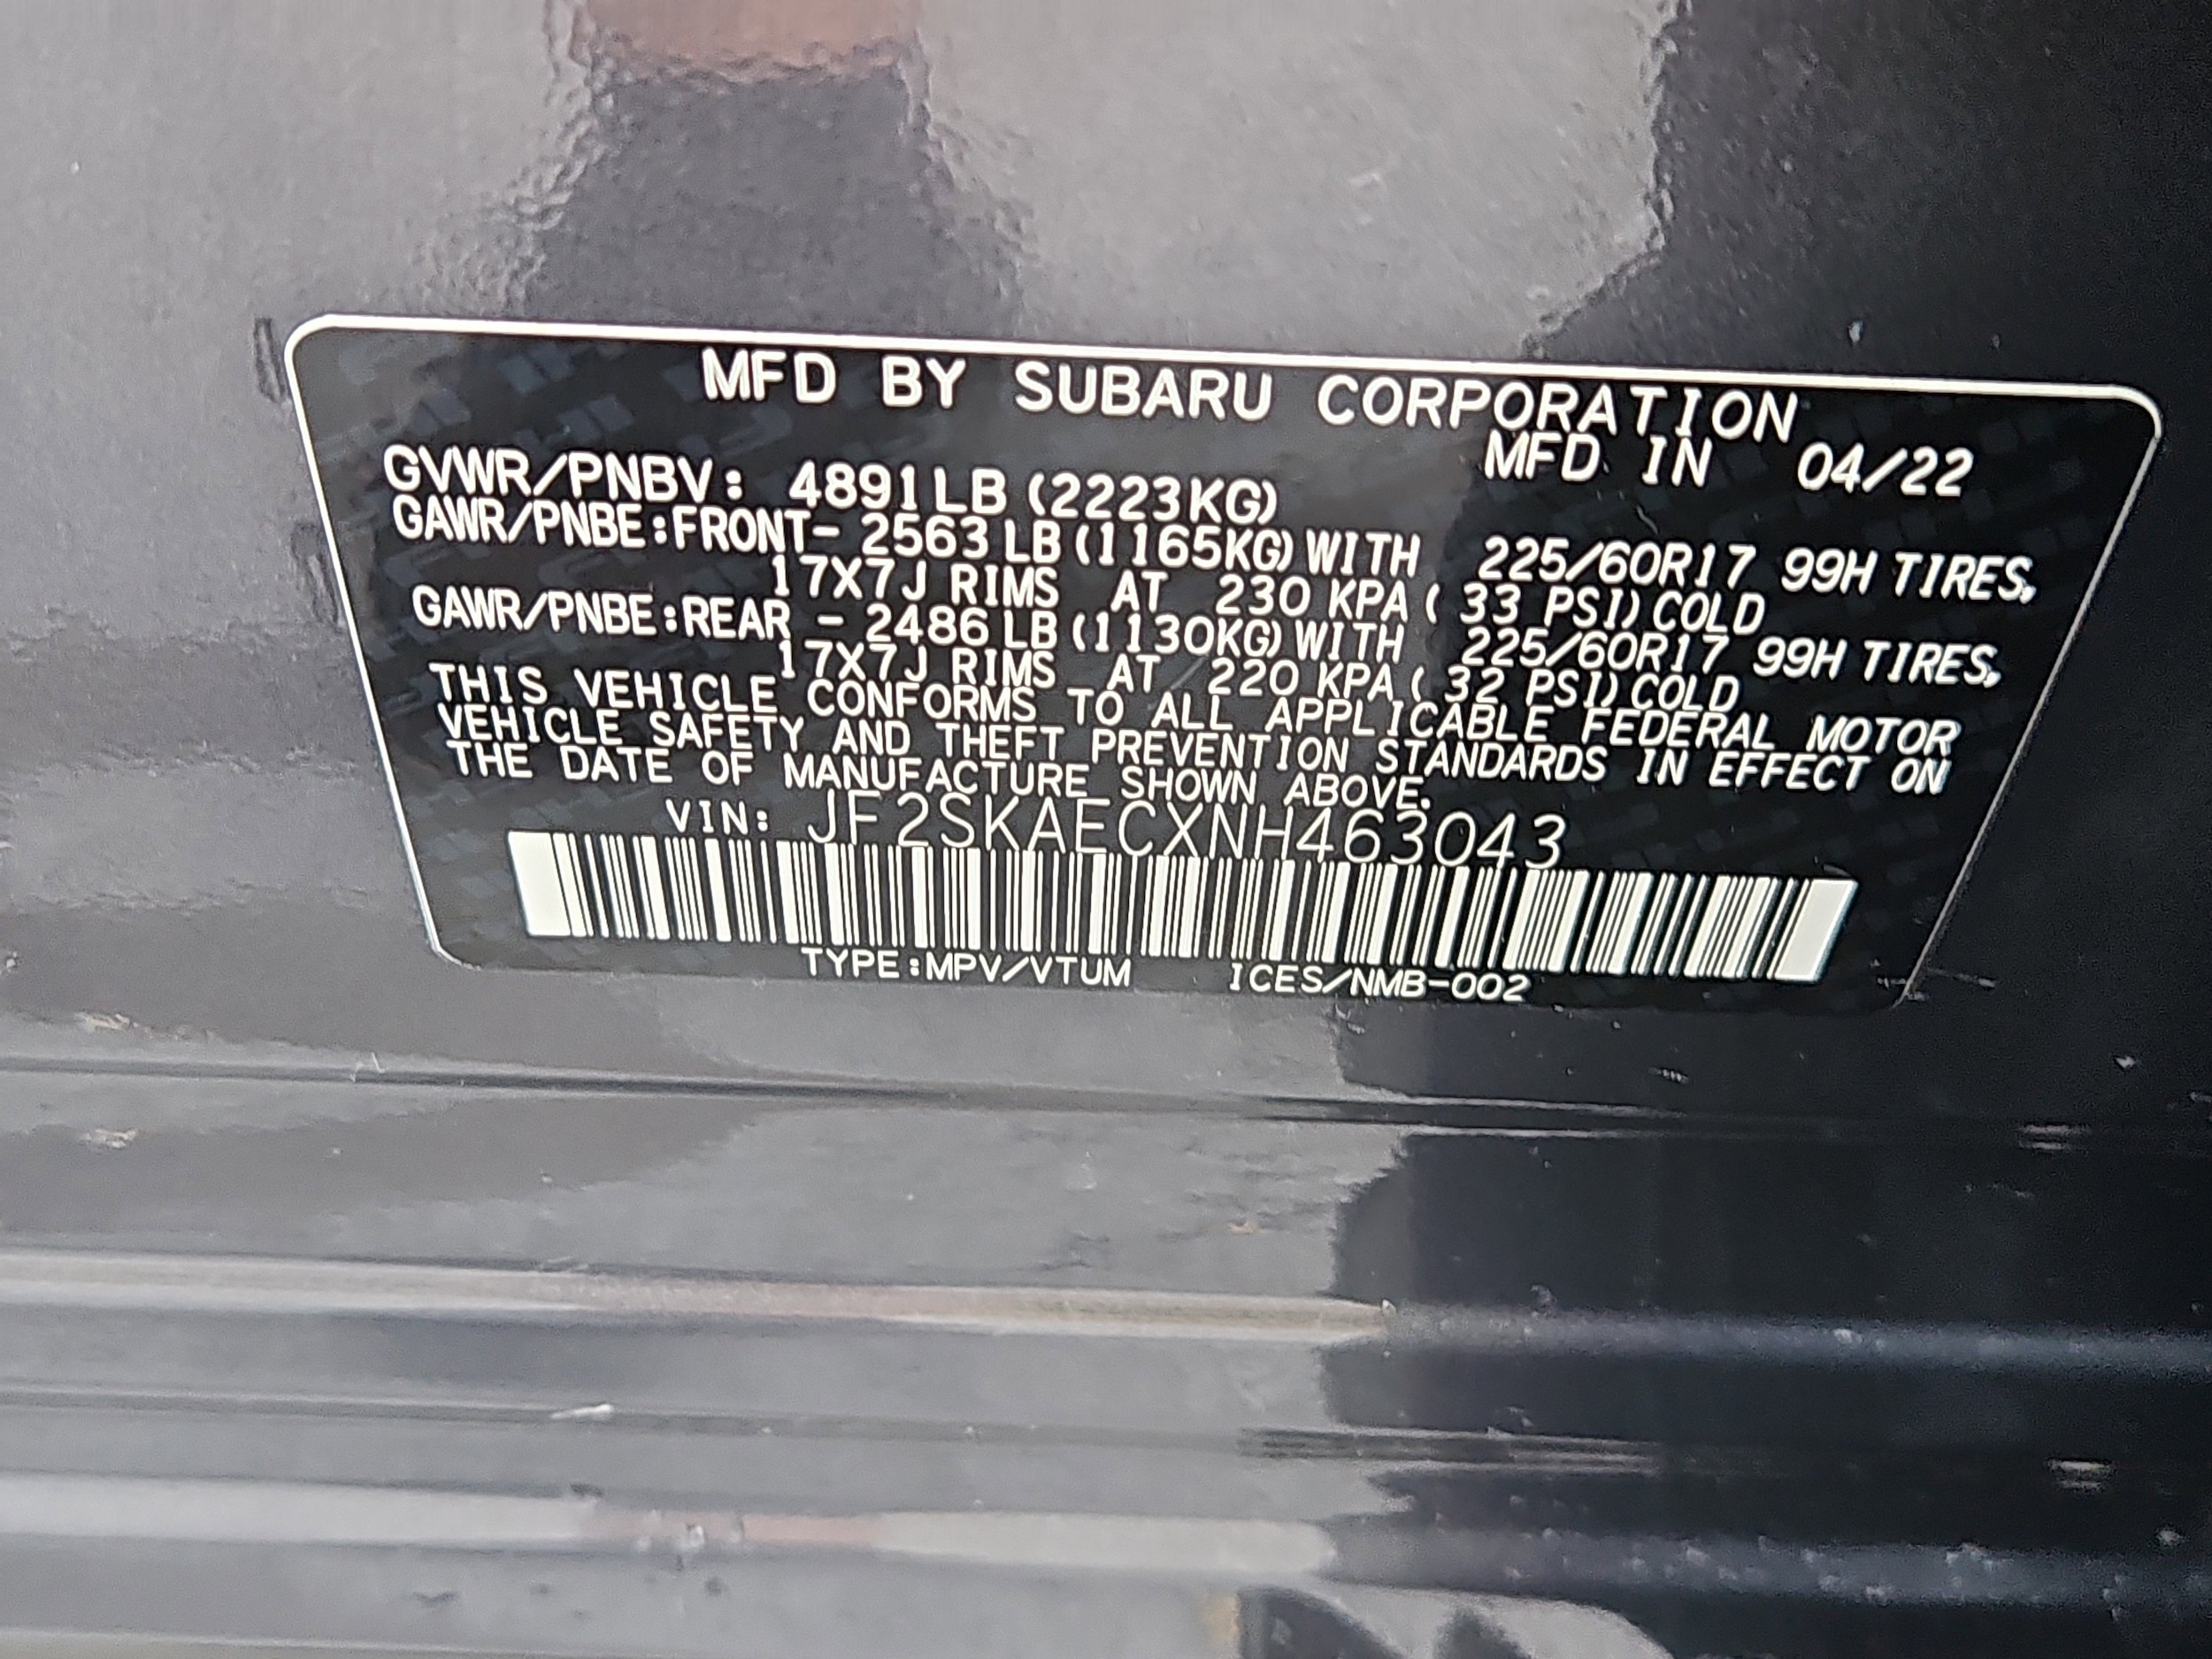 MFD BY SUBARU CORPORATION
MFD IN 04/22
GVWR/PNBV: 4891LB (2223KG)
GAWR/PNBE:FRONT- 2563 LB (1165KG) WITH 225/60R17 99H TIRES,
17X7J RIMS AT 230 KPA ( 33 PSI) COLD
GAWR/PNBE:REAR - 2486 LB (1130KG) WITH 225/60R17 99H TIRES,
17X7J RIMS AT 220 KPA ( 32 PSI) COLD
THIS VEHICLE CONFORMS TO ALL APPLICABLE FEDERAL MOTOR
VEHICLE SAFETY AND THEFT PREVENTION STANDARDS IN EFFECT ON
THE DATE OF MANUFACTURE SHOWN ABOVE.
VIN: JF2SKAECXNH463043
TYPE:MPV/VTUM ICES/NMB-002